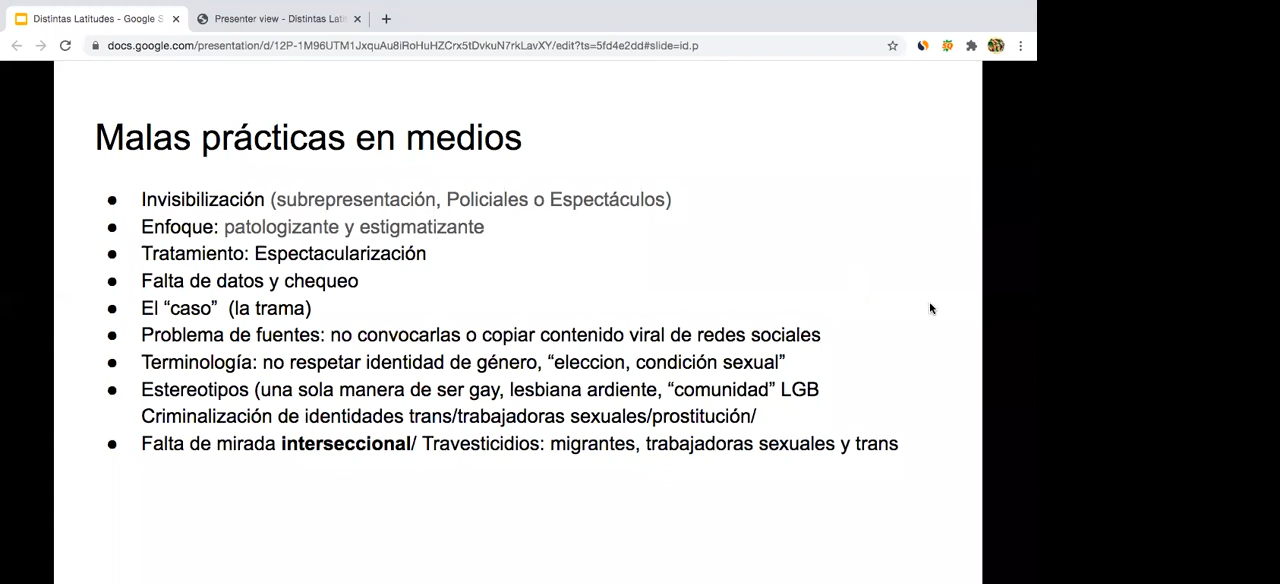 Distintas Latitudes - Google S
Presenter view - Distintas Lati
docs.google.com/presentation/d/12P-1M96UTM1JxquAu8iRoHuHZCrx5tDvkuN7rkLavXY/edit?ts=5fd4e2dd#slide=id.p
Malas prácticas en medios
● Invisibilización (subrepresentación, Policiales o Espectáculos)
● Enfoque: patologizante y estigmatizante
● Tratamiento: Espectacularización
● Falta de datos y chequeo
● El “caso” (la trama)
● Problema de fuentes: no convocarlas o copiar contenido viral de redes sociales
● Terminología: no respetar identidad de género, “eleccion, condición sexual”
● Estereotipos (una sola manera de ser gay, lesbiana ardiente, “comunidad” LGB
Criminalización de identidades trans/trabajadoras sexuales/prostitución/
● Falta de mirada interseccional/ Travesticidios: migrantes, trabajadoras sexuales y trans